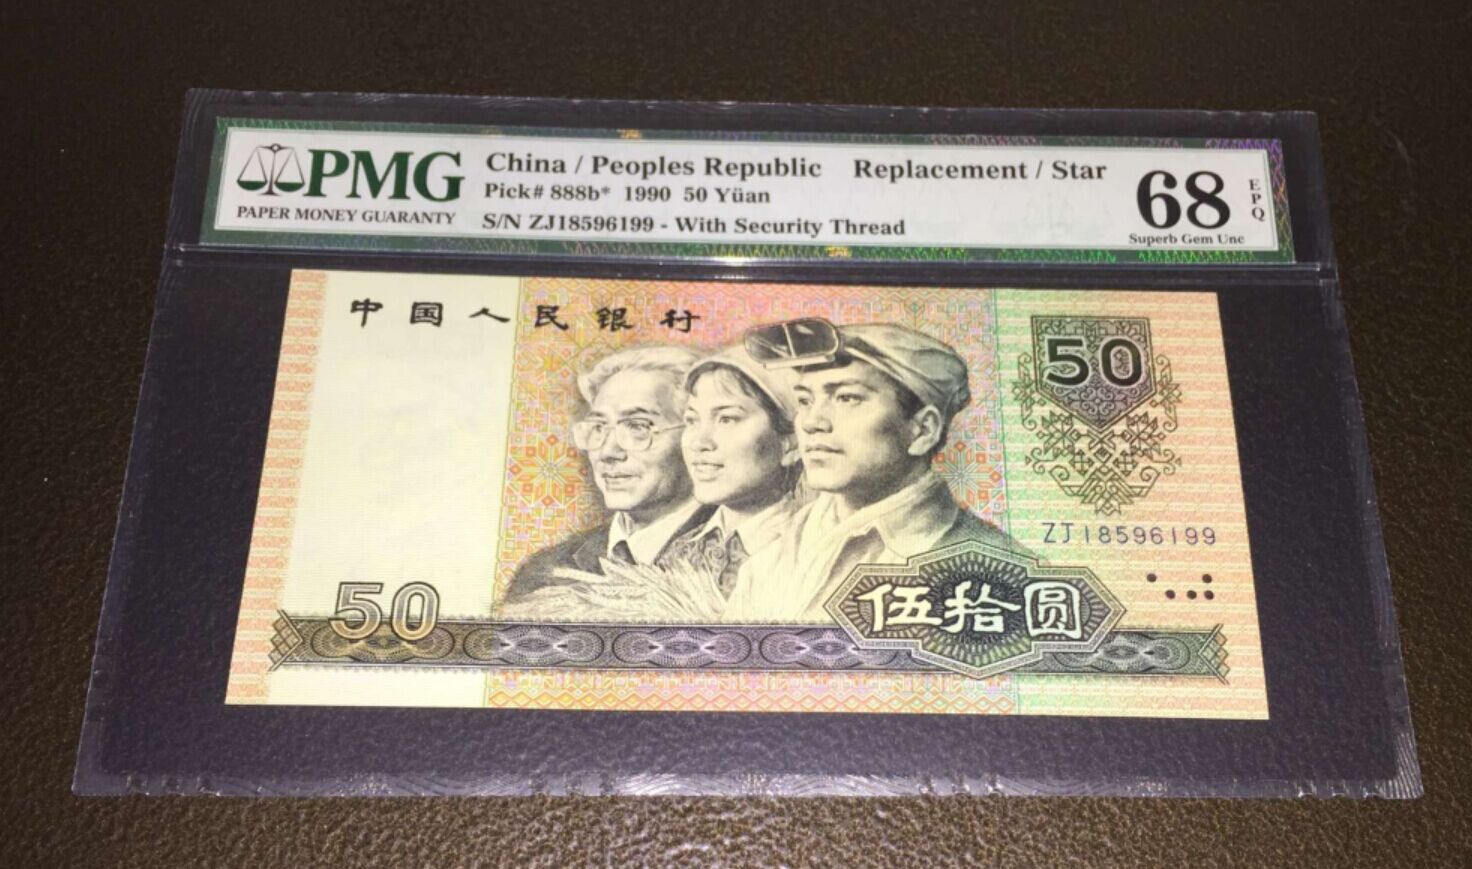 PMG
PAPER MONEY GUARANTY
China / Peoples Republic Replacement / Star
Pick# 888b* 1990 50 Yüan
S/N ZJ18596199 - With Security Thread
68
EPQ
Superb Gem Unc
中国人民银行
50
ZJ18596199
50
伍拾圆